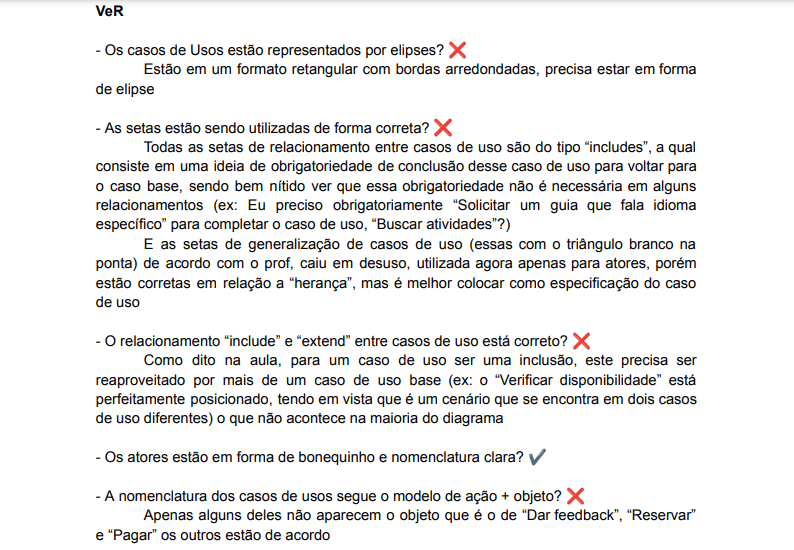 VeR
- Os casos de Usos estão representados por elipses? ❌
Estão em um formato retangular com bordas arredondadas, precisa estar em forma
de elipse
- As setas estão sendo utilizadas de forma correta? ❌
Todas as setas de relacionamento entre casos de uso são do tipo “includes”, a qual
consiste em uma ideia de obrigatoriedade de conclusão desse caso de uso para voltar para
o caso base, sendo bem nítido ver que essa obrigatoriedade não é necessária em alguns
relacionamentos (ex: Eu preciso obrigatoriamente “Solicitar um guia que fala idioma
específico” para completar o caso de uso, “Buscar atividades”?)
E as setas de generalização de casos de uso (essas com o triângulo branco na
ponta) de acordo com o prof, caiu em desuso, utilizada agora apenas para atores, porém
estão corretas em relação a “herança”, mas é melhor colocar como especificação do caso
de uso
- O relacionamento “include” e “extend” entre casos de uso está correto? ❌
Como dito na aula, para um caso de uso ser uma inclusão, este precisa ser
reaproveitado por mais de um caso de uso base (ex: o “Verificar disponibilidade” está
perfeitamente posicionado, tendo em vista que é um cenário que se encontra em dois casos
de uso diferentes) o que não acontece na maioria do diagrama
- Os atores estão em forma de bonequinho e nomenclatura clara? ✔️
- A nomenclatura dos casos de usos segue o modelo de ação + objeto? ❌
Apenas alguns deles não aparecem o objeto que é o de “Dar feedback”, “Reservar”
e “Pagar” os outros estão de acordo